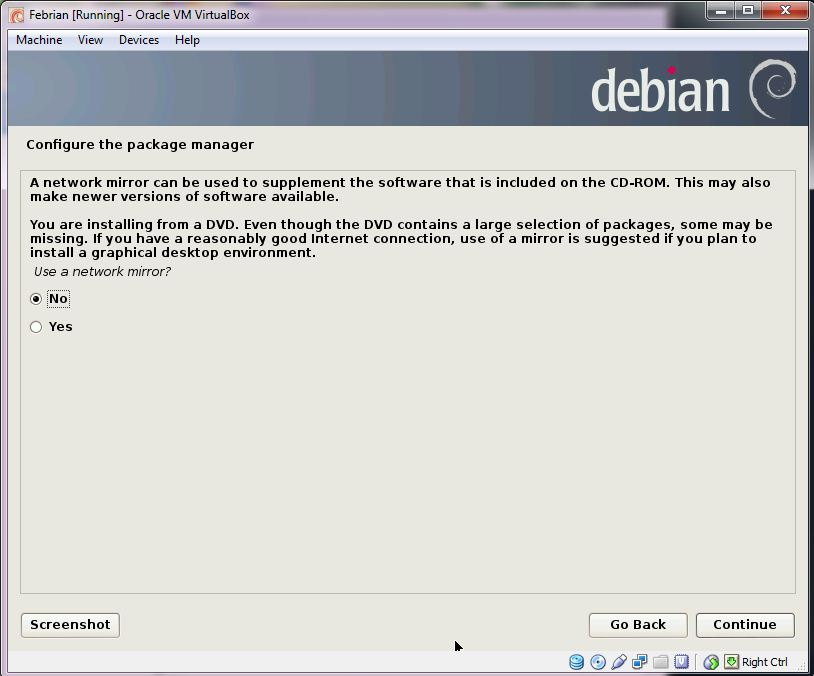 Febrian [Running] - Oracle VM VirtualBox
Machine View Devices Help
debian
Configure the package manager
A network mirror can be used to supplement the software that is included on the CD-ROM. This may also
make newer versions of software available.
You are installing from a DVD. Even though the DVD contains a large selection of packages, some may be
missing. If you have a reasonably good Internet connection, use of a mirror is suggested if you plan to
install a graphical desktop environment.
Use a network mirror?
No
Yes
Screenshot Go Back Continue
Right Ctrl